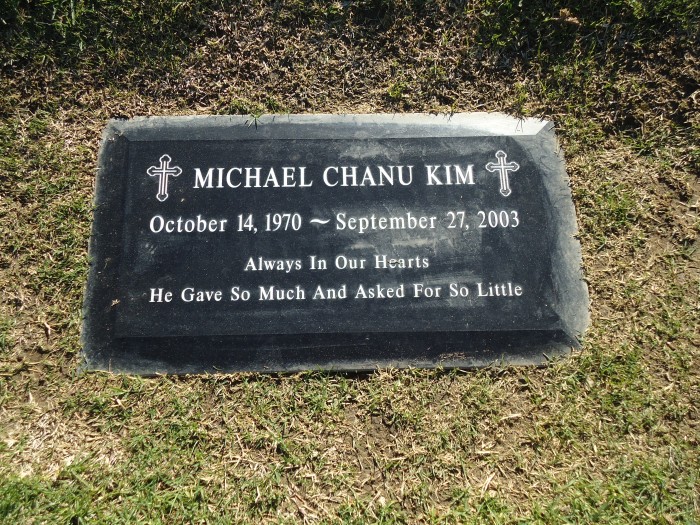 MICHAEL CHANU KIM
October 14, 1970 ~ September 27, 2003
Always In Our Hearts
He Gave So Much And Asked For So Little